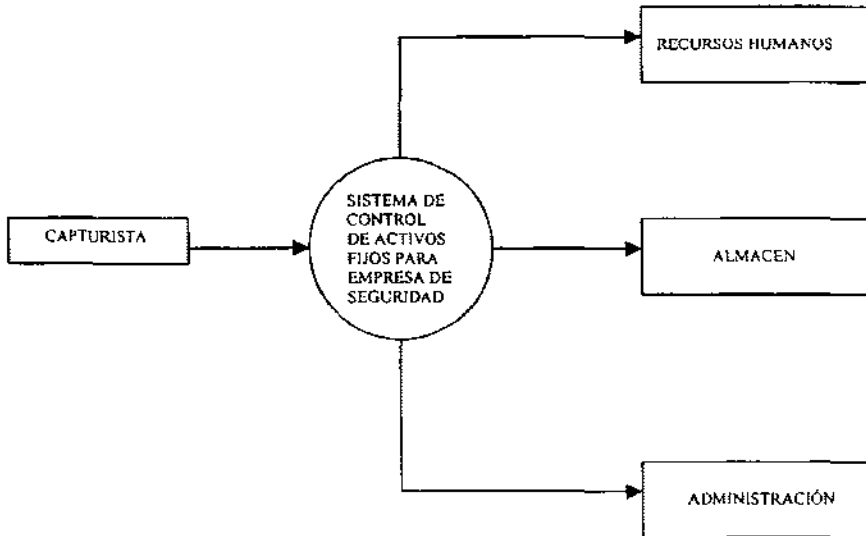 RECURSOS HUMANOS
CAPTURISTA
SISTEMA DE
CONTROL
DE ACTIVOS
FIJOS PARA
EMPRESA DE
SEGURIDAD
ALMACEN
ADMINISTRACIÓN